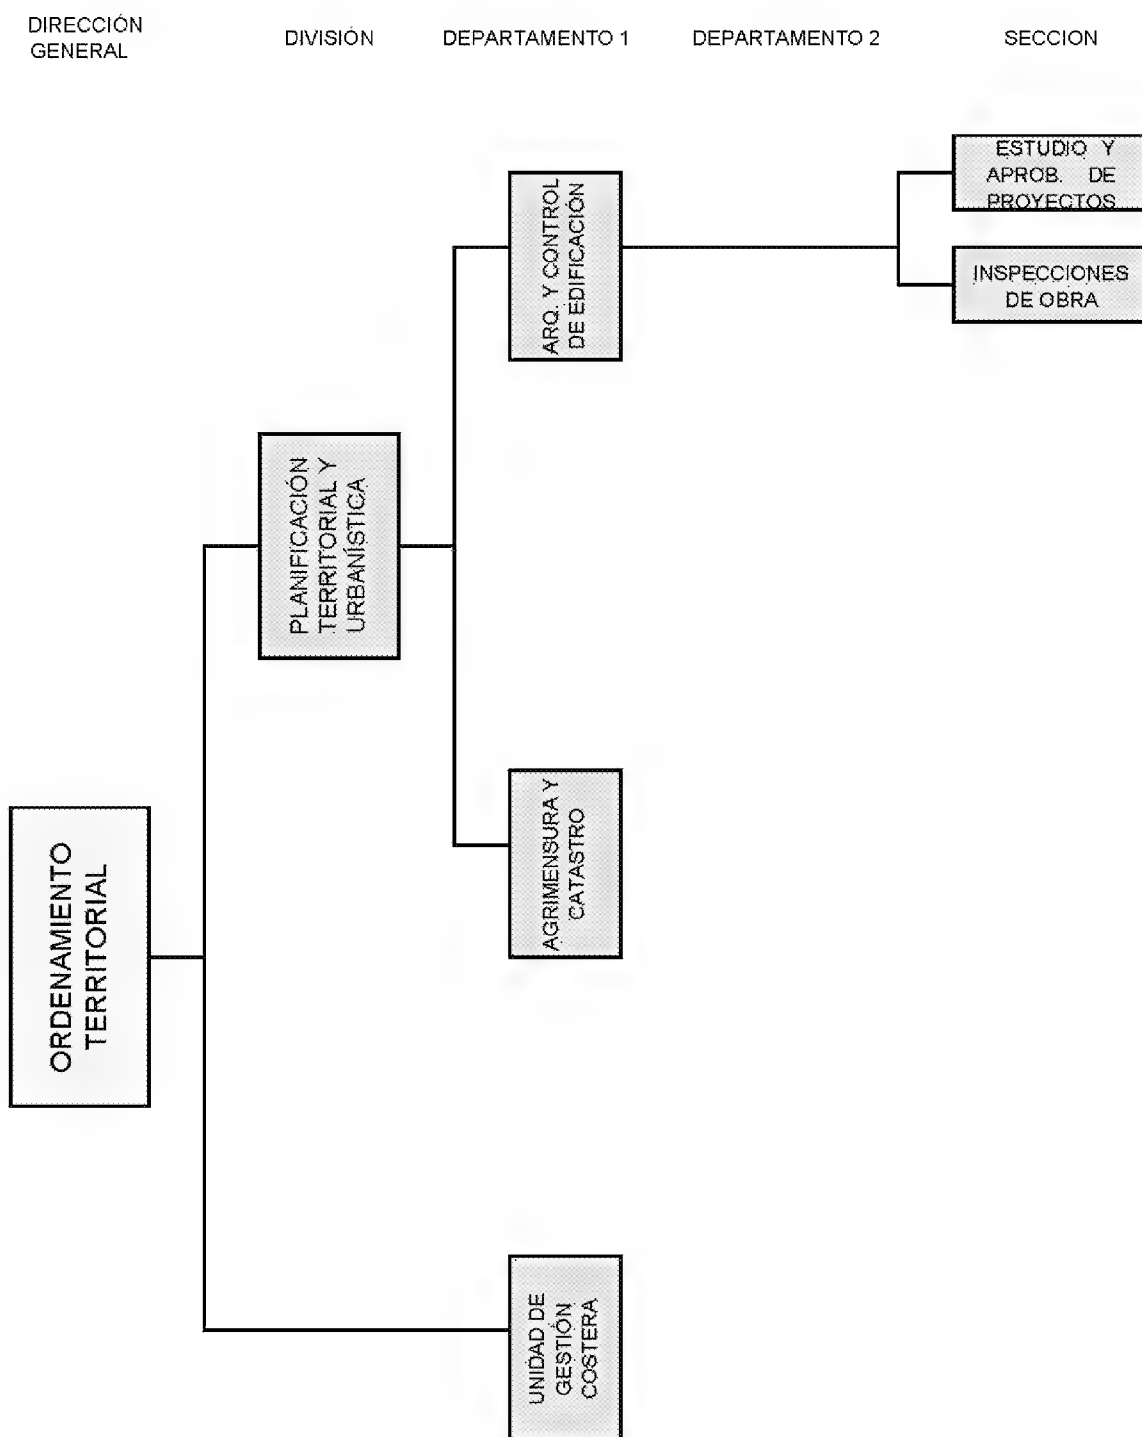 DIRECCIÓN
GENERAL
DIVISIÓN
DEPARTAMENTO 1
DEPARTAMENTO 2
SECCION
ESTUDIO Y
APROB. DE
PROYECTOS
INSPECCIONES
DE OBRA
ARQ. Y CONTROL
DE EDIFICACIÓN
PLANIFICACIÓN
TERRITORIAL Y
URBANÍSTICA
AGRIMENSURA Y
CATASTRO
ORDENAMIENTO
TERRITORIAL
UNIDAD DE
GESTIÓN
COSTERA